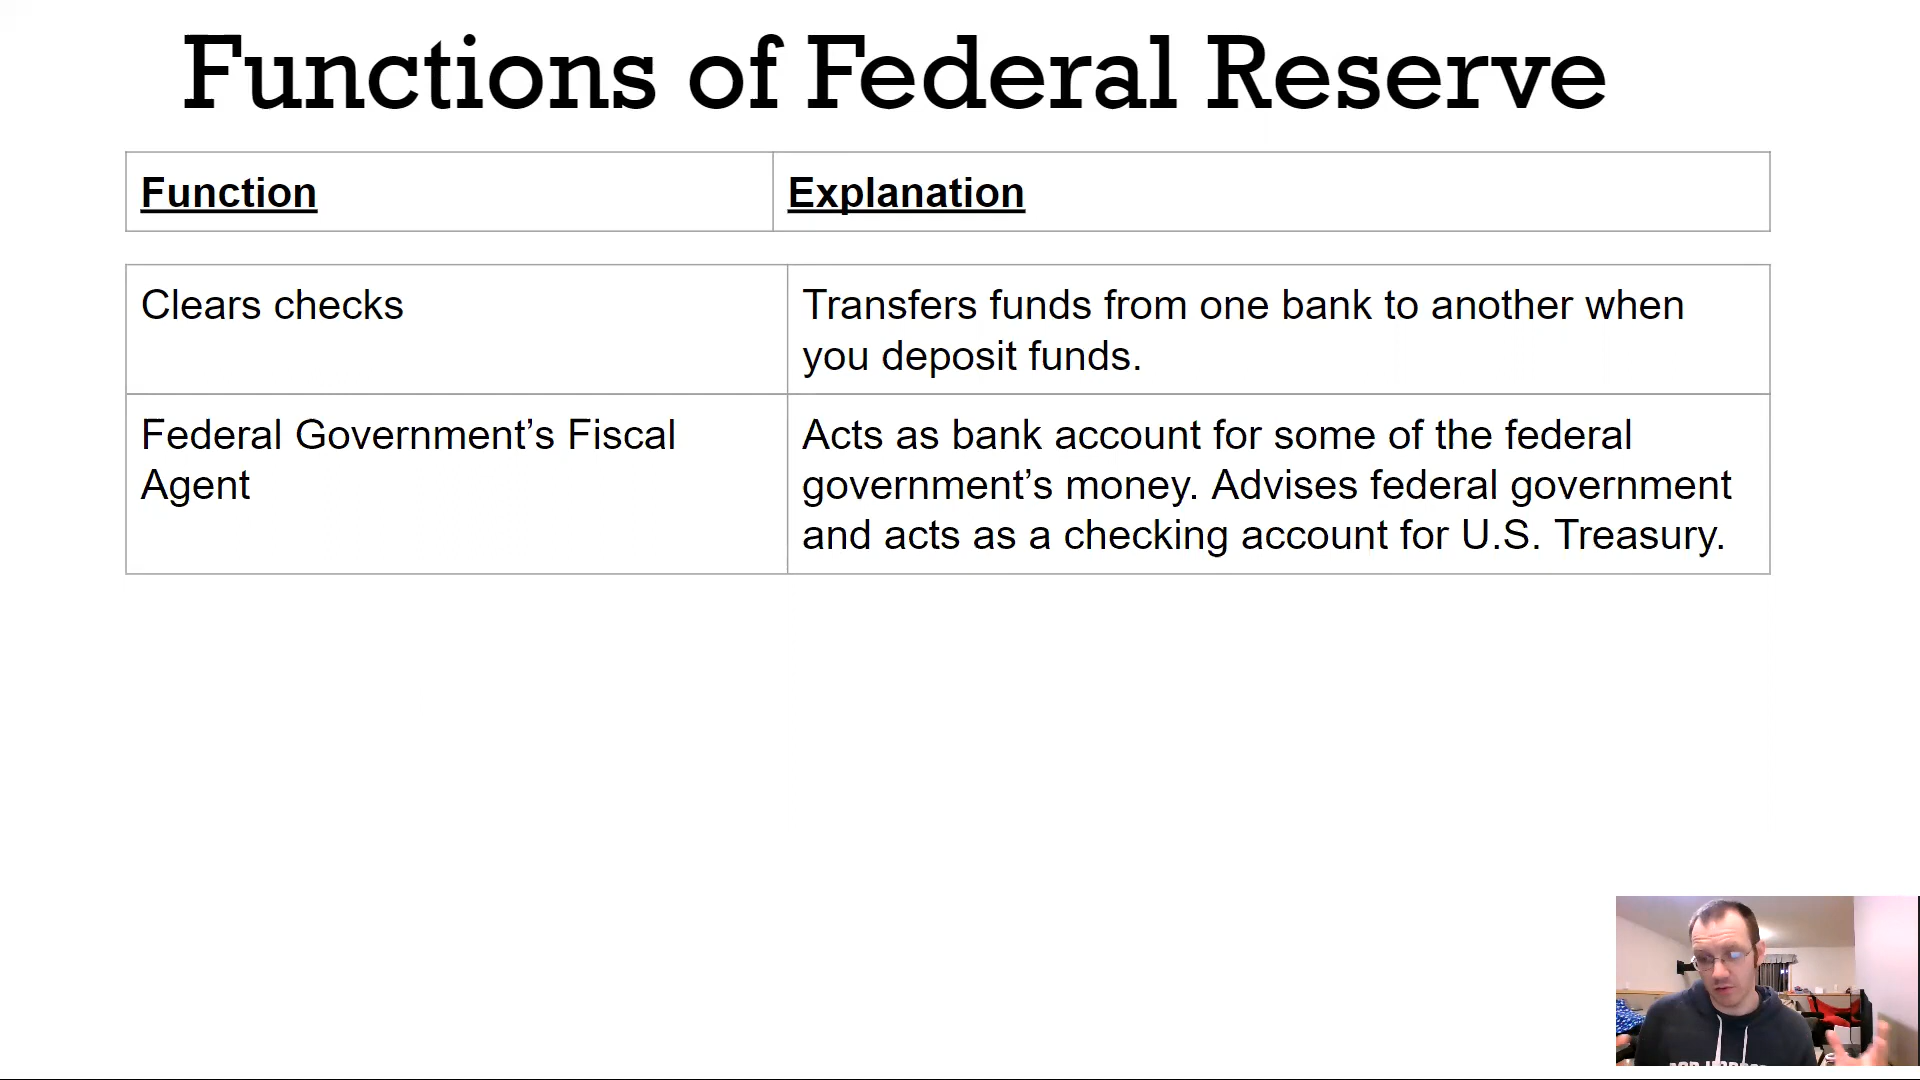 Functions of Federal Reserve
Function
Explanation
Clears checks
Transfers funds from one bank to another when
you deposit funds.
Federal Government’s Fiscal
Agent
Acts as bank account for some of the federal
government’s money. Advises federal government
and acts as a checking account for U.S. Treasury.